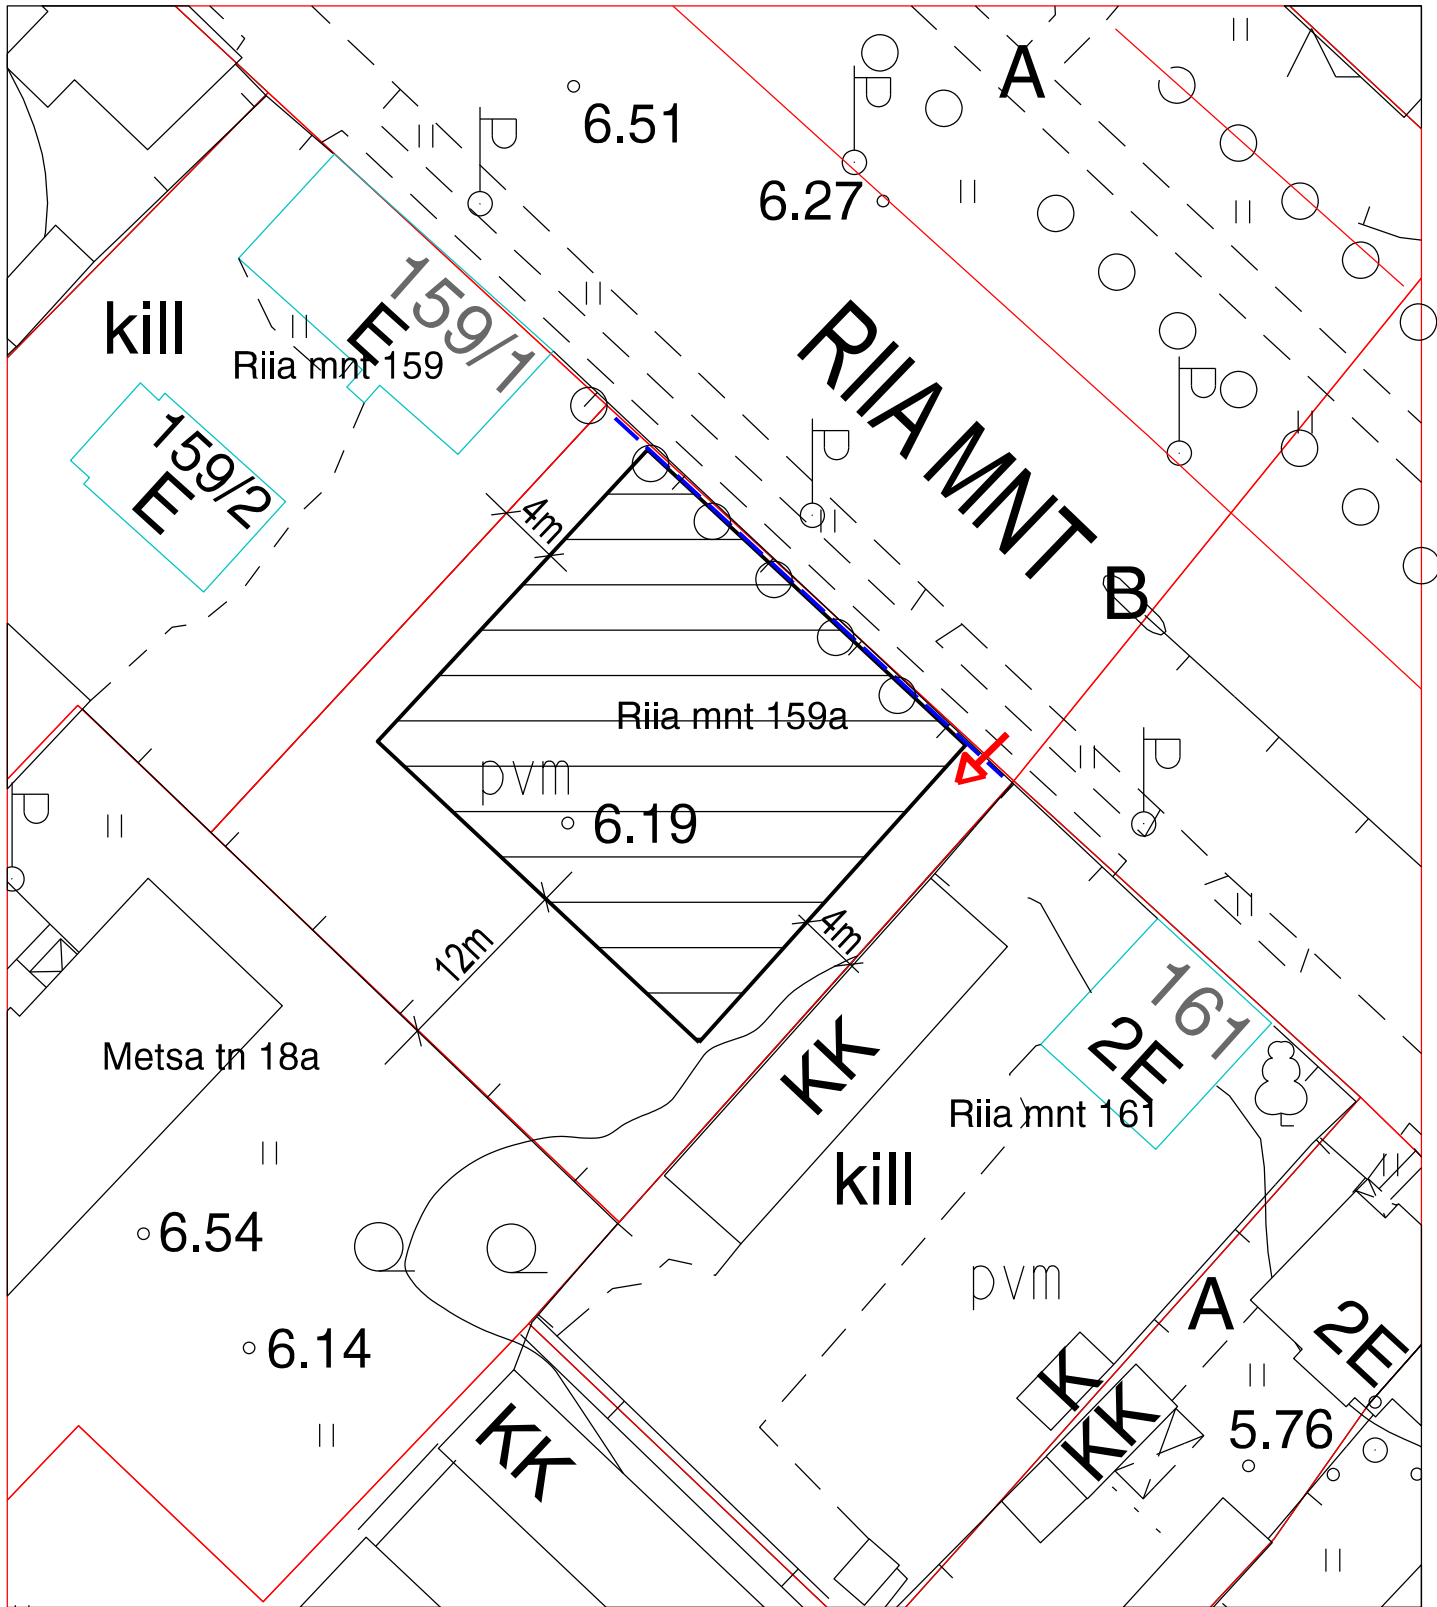 A
6.51
6.27
159/1
kill
E
Riia mnt 159
RIIA MNT
159/2
E
4m
B
Riia mnt 159a
pvm
6.19
4m
12m
161
2E
KK
Metsa tn 18a
Riia mnt 161
kill
6.54
pvm
A
6.14
2E
K
KK
KK
5.76